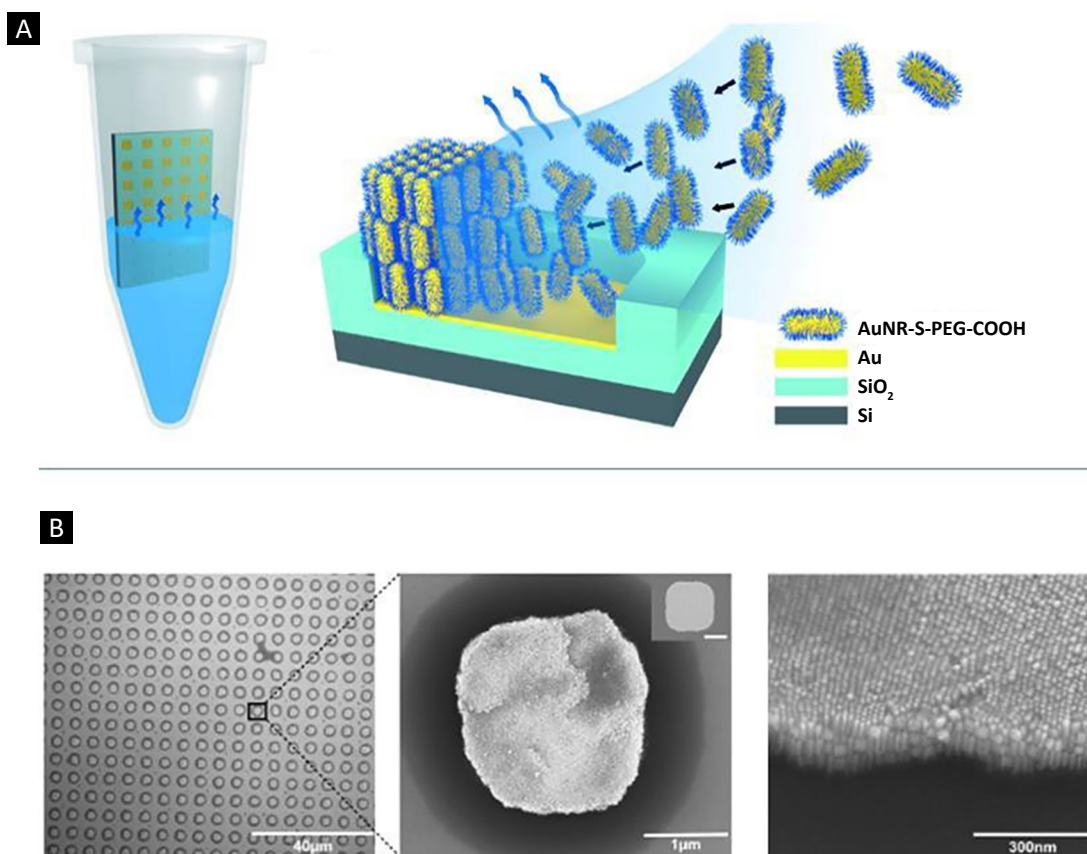 A
AuNR-S-PEG-COOH
Au
SiO₂
Si
B
40μm
1μm
300nm